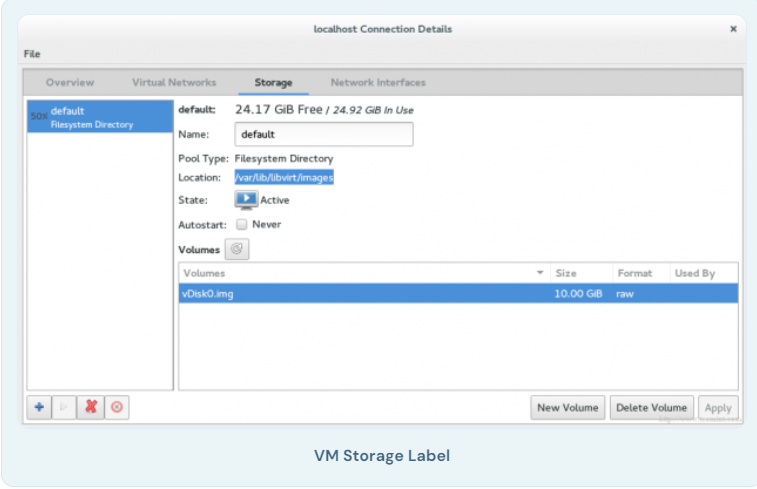 localhost Connection Details
×
File
Overview Virtual Networks Storage Network Interfaces
50% default
Filesystem Directory
default: 24.17 GiB Free / 24.92 GiB In Use
Name: default
Pool Type: Filesystem Directory
Location: /var/lib/libvirt/images
State: Active
Autostart: Never
Volumes
Volumes Size Format Used By
vDisk0.img 10.00 GiB raw
New Volume Delete Volume Apply
VM Storage Label